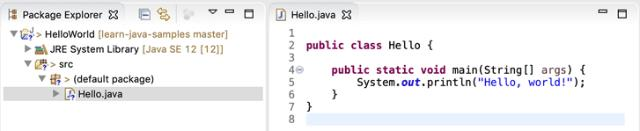 Package Explorer
HelloWorld [learn-java-samples master]
JRE System Library [Java SE 12 [12]]
src
(default package)
Hello.java
Hello.java
1
2 public class Hello {
3
4 public static void main(String[] args) {
5 System.out.println("Hello, world!");
6 }
7 }
8